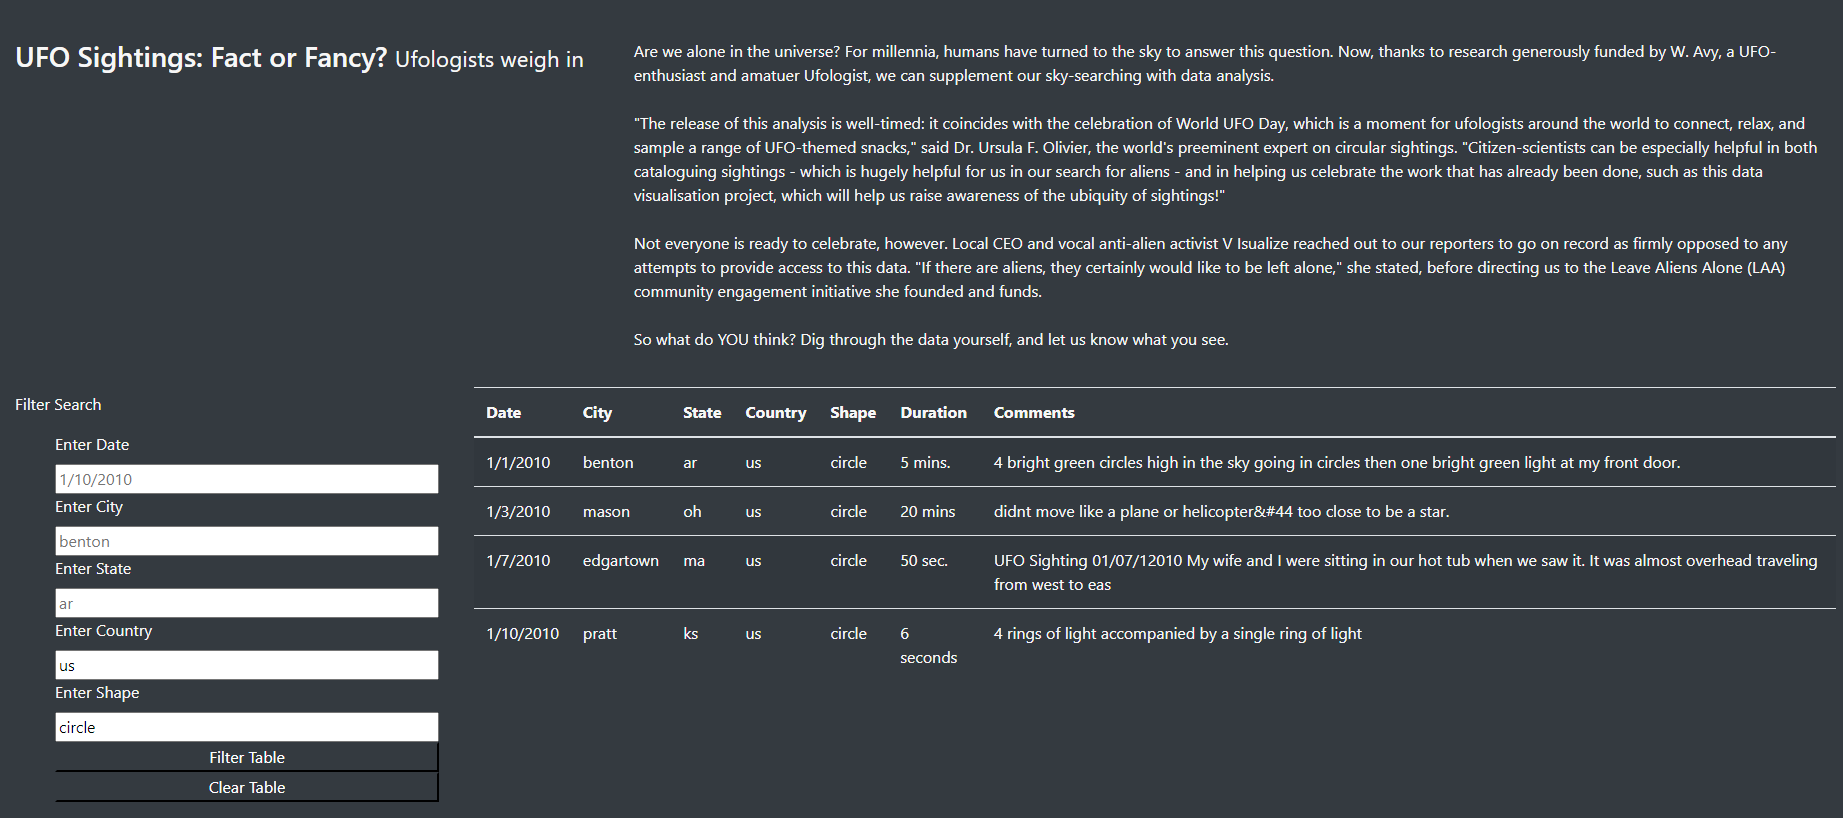 UFO Sightings: Fact or Fancy? Ufologists weigh in
Are we alone in the universe? For millennia, humans have turned to the sky to answer this question. Now, thanks to research generously funded by W. Avy, a UFO-
enthusiast and amatuer Ufologist, we can supplement our sky-searching with data analysis.
"The release of this analysis is well-timed: it coincides with the celebration of World UFO Day, which is a moment for ufologists around the world to connect, relax, and
sample a range of UFO-themed snacks," said Dr. Ursula F. Olivier, the world's preeminent expert on circular sightings. "Citizen-scientists can be especially helpful in both
cataloguing sightings - which is hugely helpful for us in our search for aliens - and in helping us celebrate the work that has already been done, such as this data
visualisation project, which will help us raise awareness of the ubiquity of sightings!"
Not everyone is ready to celebrate, however. Local CEO and vocal anti-alien activist V Isualize reached out to our reporters to go on record as firmly opposed to any
attempts to provide access to this data. "If there are aliens, they certainly would like to be left alone," she stated, before directing us to the Leave Aliens Alone (LAA)
community engagement initiative she founded and funds.
So what do YOU think? Dig through the data yourself, and let us know what you see.
Filter Search
Enter Date
1/10/2010
Enter City
benton
Enter State
ar
Enter Country
us
Enter Shape
circle
Filter Table
Clear Table
Date City State Country Shape Duration Comments
1/1/2010 benton ar us circle 5 mins. 4 bright green circles high in the sky going in circles then one bright green light at my front door.
1/3/2010 mason oh us circle 20 mins didnt move like a plane or helicopter&#44 too close to be a star.
1/7/2010 edgartown ma us circle 50 sec. UFO Sighting 01/07/12010 My wife and I were sitting in our hot tub when we saw it. It was almost overhead traveling
from west to eas
1/10/2010 pratt ks us circle 6 4 rings of light accompanied by a single ring of light
seconds